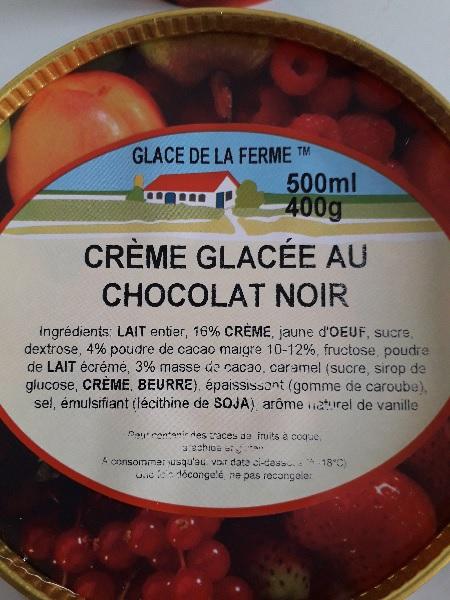 GLACE DE LA FERME ™
500ml
400g
CRÈME GLACÉE AU
CHOCOLAT NOIR
Ingrédients: LAIT entier, 16% CRÈME, jaune d'OEUF, sucre,
dextrose, 4% poudre de cacao maigre 10-12%, fructose, poudre
de LAIT écrémé, 3% masse de cacao, caramel (sucre, sirop de
glucose, CRÈME, BEURRE), épaississant (gomme de caroube),
sel, émulsifiant (lécithine de SOJA), arôme naturel de vanille
Peut contenir des traces de fruits à coque,
arachide et
A consommer jusqu'au: voir date ci-dessous -18°C)
Une fois décongelé, ne pas recongeler